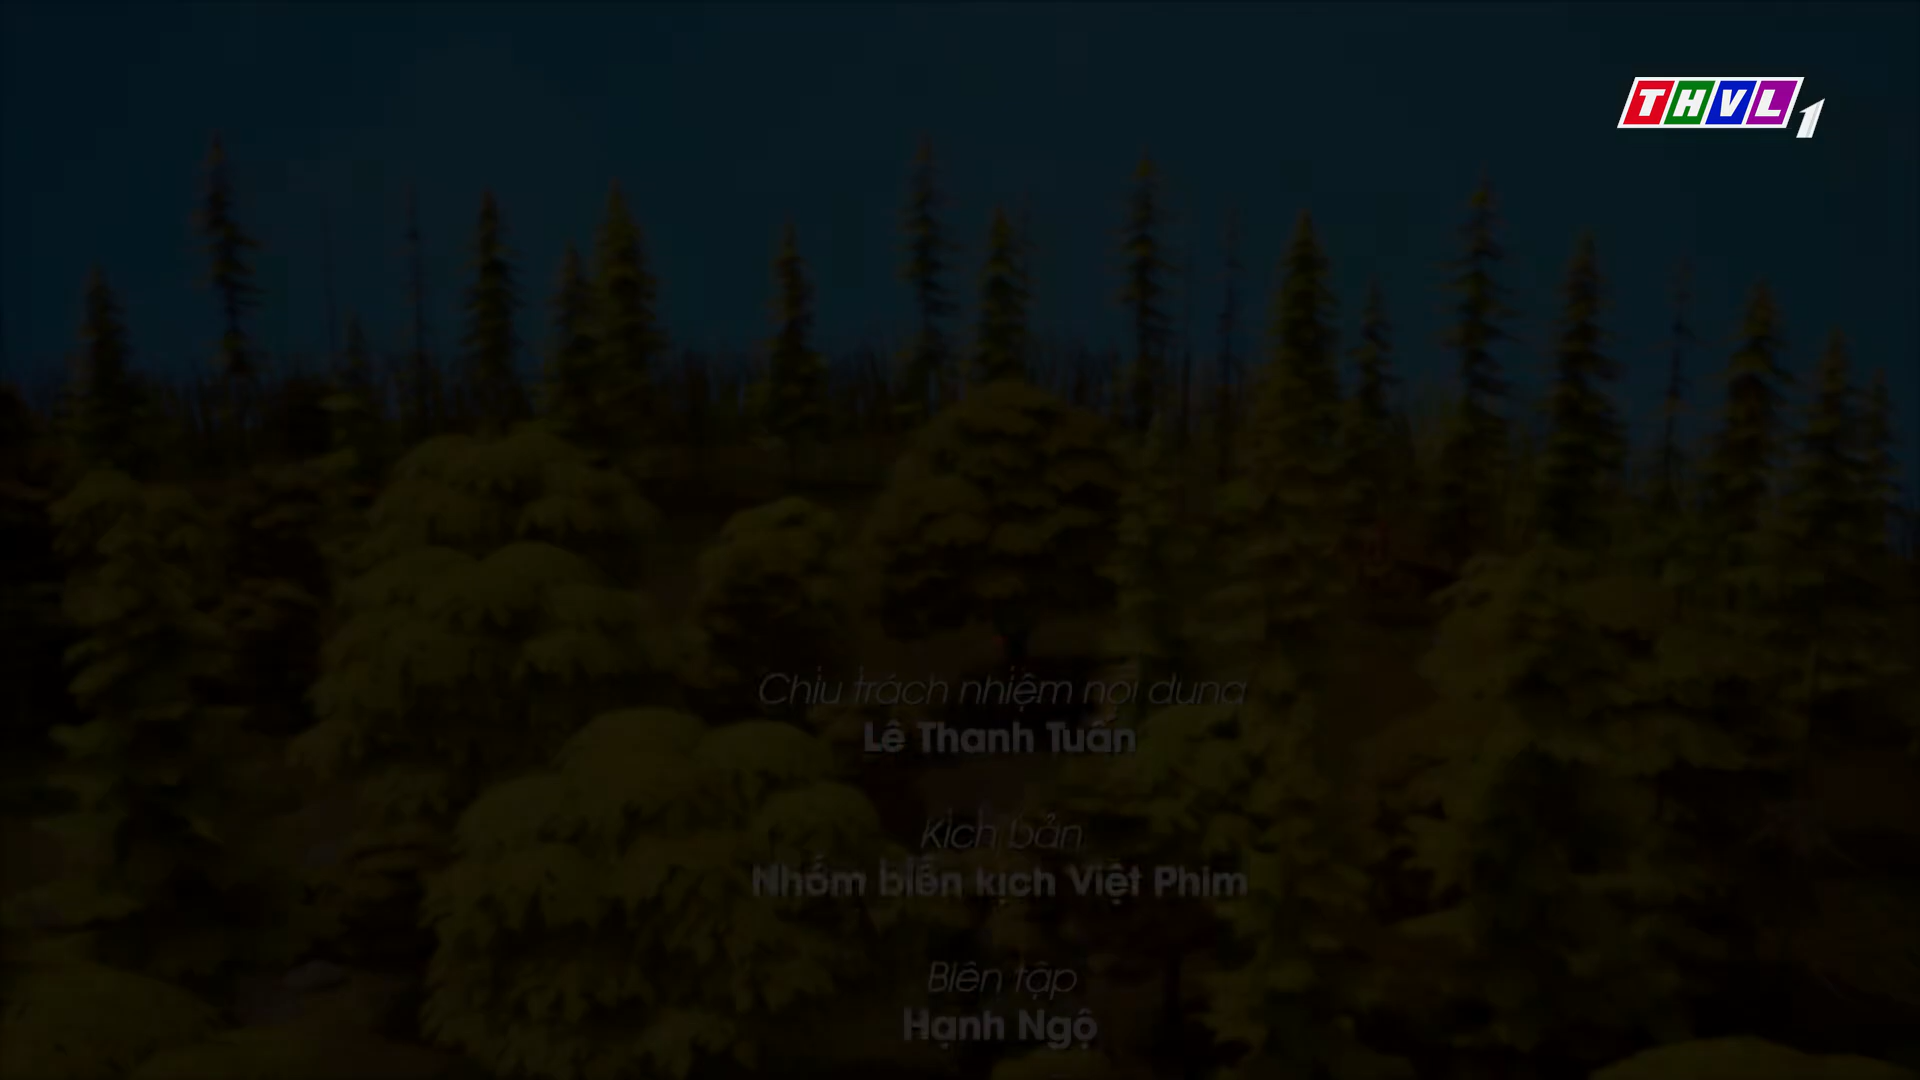 THVL1
Chịu trách nhiệm nội dung
Lê Thanh Tuấn
Kịch bản
Nhóm biên kịch Việt Phim
Biên tập
Hạnh Ngộ